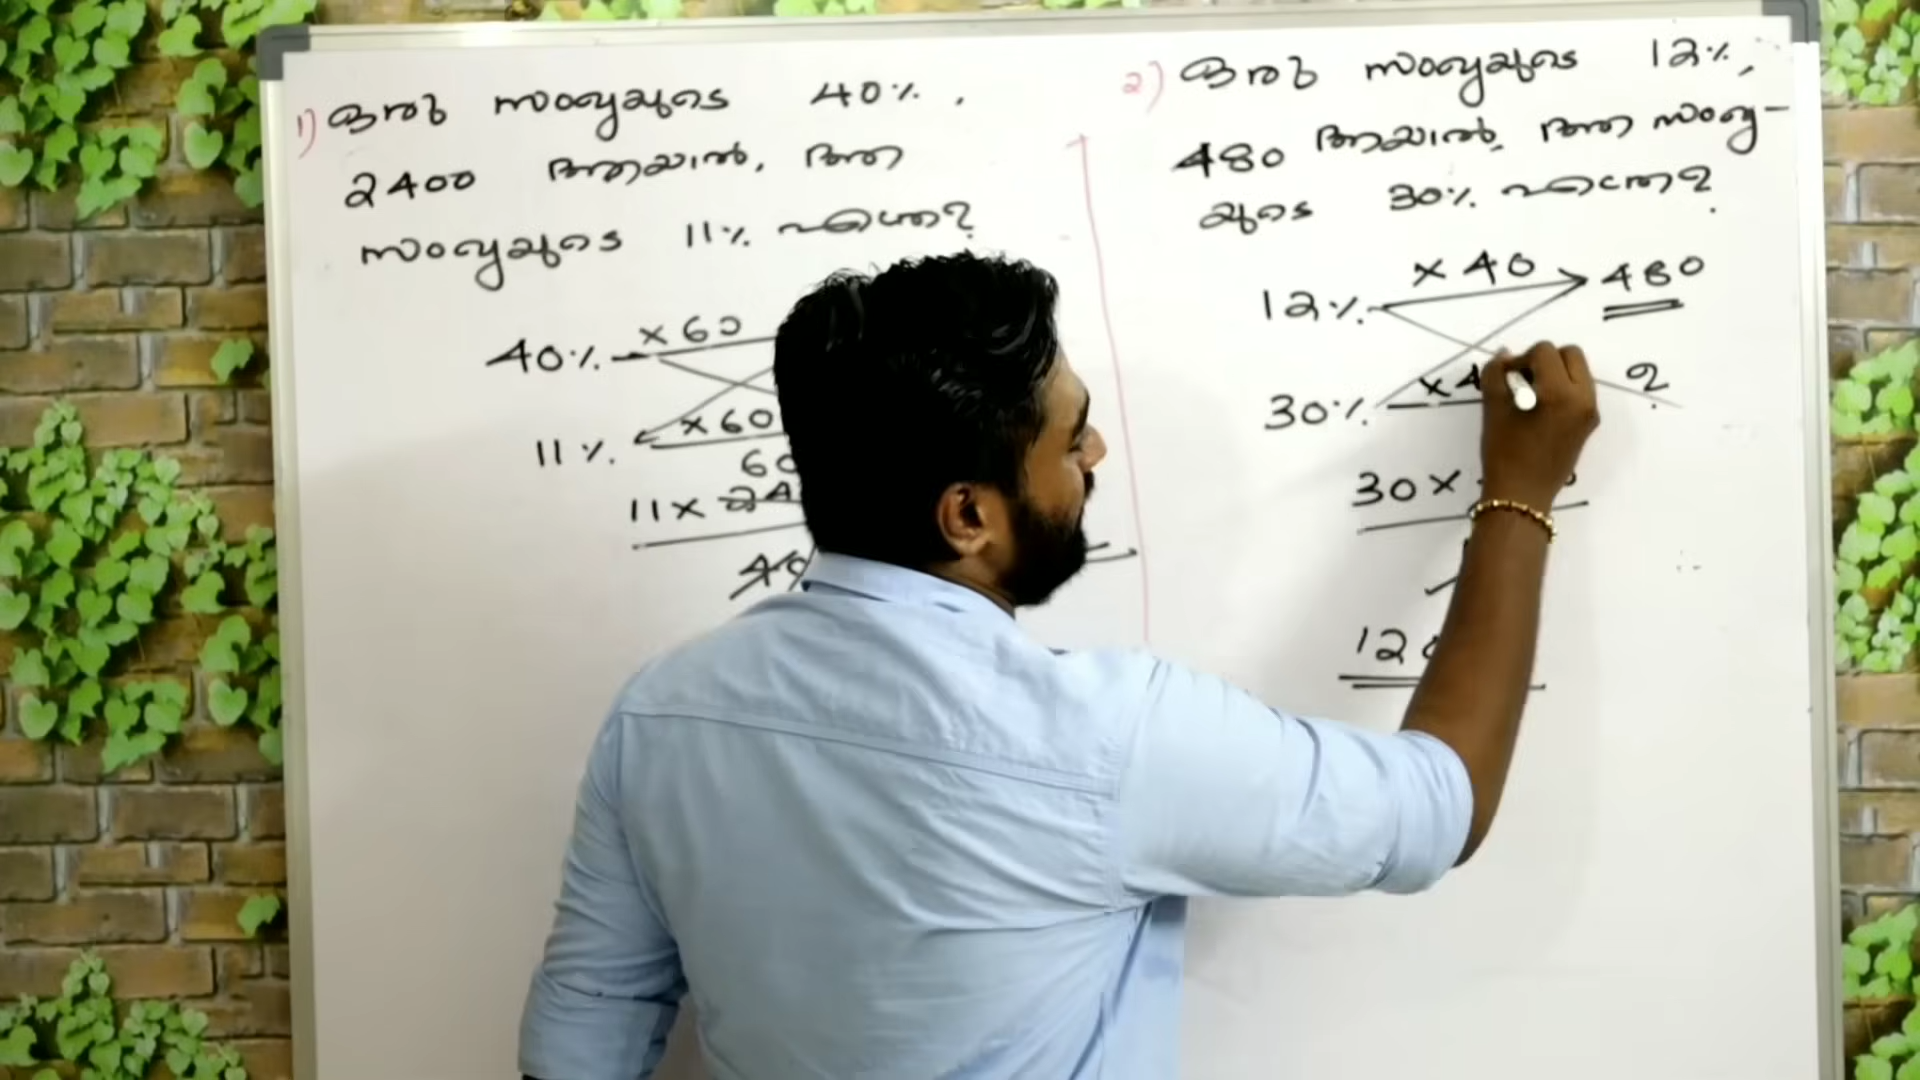 1) ഒരു സംഖ്യയുടെ 40%,
2400 ആയാൽ, ആ
സംഖ്യയുടെ 11% എത്ര?
40% ×60
11% ×60
60
11×
40
2) ഒരു സംഖ്യയുടെ 12%,
480 ആയാൽ, ആ സംഖ്യ-
യുടെ 30% എത്ര?
12% ×40 480
30% ×4 ?
30×
120